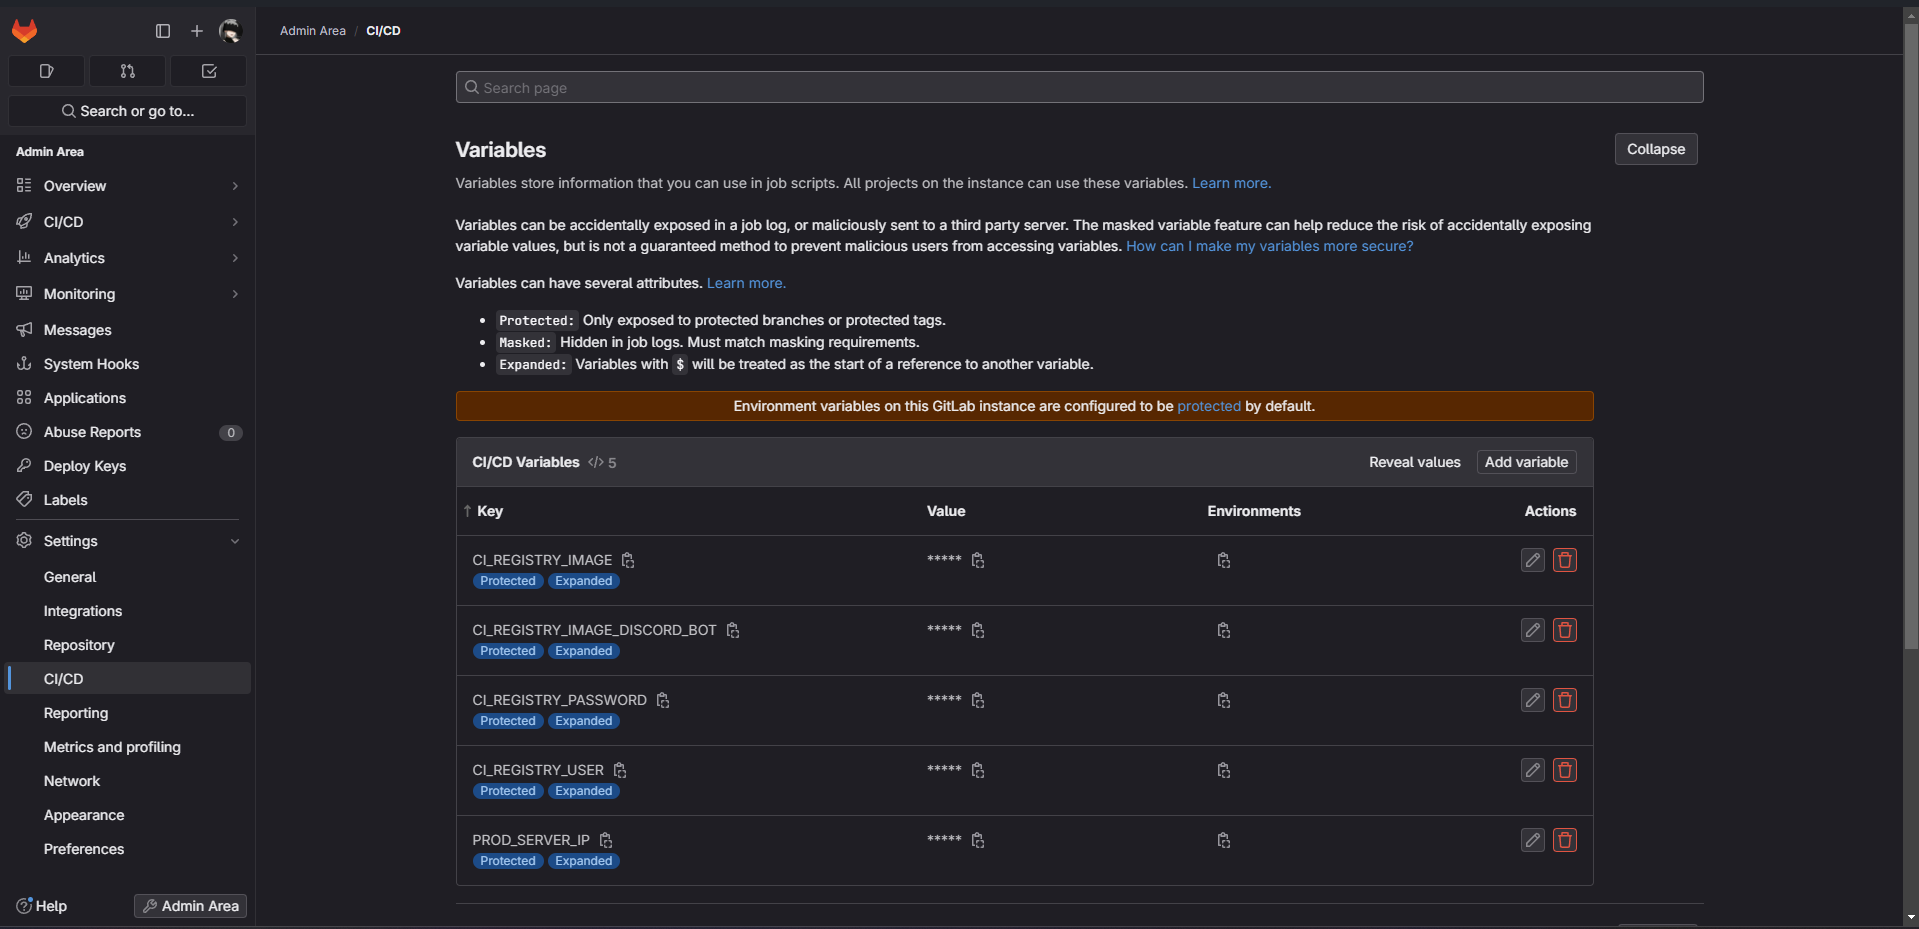 Admin Area / CI/CD
Search or go to...
Admin Area
Overview
CI/CD
Analytics
Monitoring
Messages
System Hooks
Applications
Abuse Reports 0
Deploy Keys
Labels
Settings
General
Integrations
Repository
CI/CD
Reporting
Metrics and profiling
Network
Appearance
Preferences
Help
Admin Area
Search page
Variables
Collapse
Variables store information that you can use in job scripts. All projects on the instance can use these variables. Learn more.
Variables can be accidentally exposed in a job log, or maliciously sent to a third party server. The masked variable feature can help reduce the risk of accidentally exposing
variable values, but is not a guaranteed method to prevent malicious users from accessing variables. How can I make my variables more secure?
Variables can have several attributes. Learn more.
• Protected: Only exposed to protected branches or protected tags.
• Masked: Hidden in job logs. Must match masking requirements.
• Expanded: Variables with $ will be treated as the start of a reference to another variable.
Environment variables on this GitLab instance are configured to be protected by default.
CI/CD Variables </> 5 Reveal values Add variable
↑ Key Value Environments Actions
CI_REGISTRY_IMAGE *****
Protected Expanded
CI_REGISTRY_IMAGE_DISCORD_BOT *****
Protected Expanded
CI_REGISTRY_PASSWORD *****
Protected Expanded
CI_REGISTRY_USER *****
Protected Expanded
PROD_SERVER_IP *****
Protected Expanded